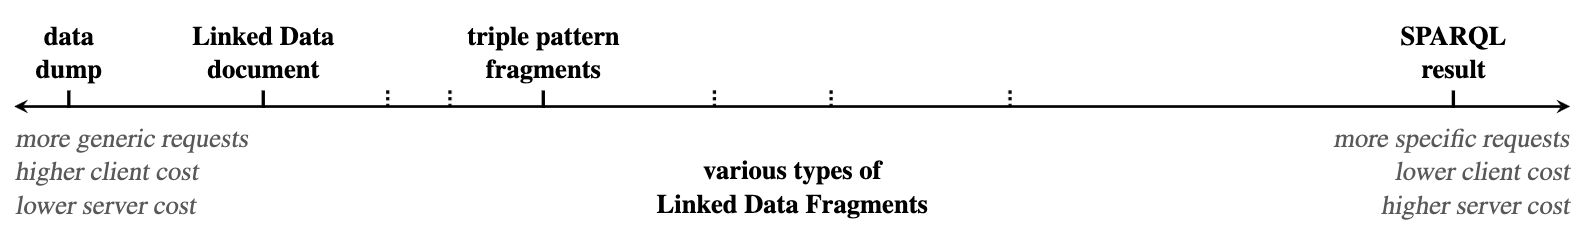 data
dump
Linked Data
document
triple pattern
fragments
SPARQL
result
more generic requests
higher client cost
lower server cost
various types of
Linked Data Fragments
more specific requests
lower client cost
higher server cost